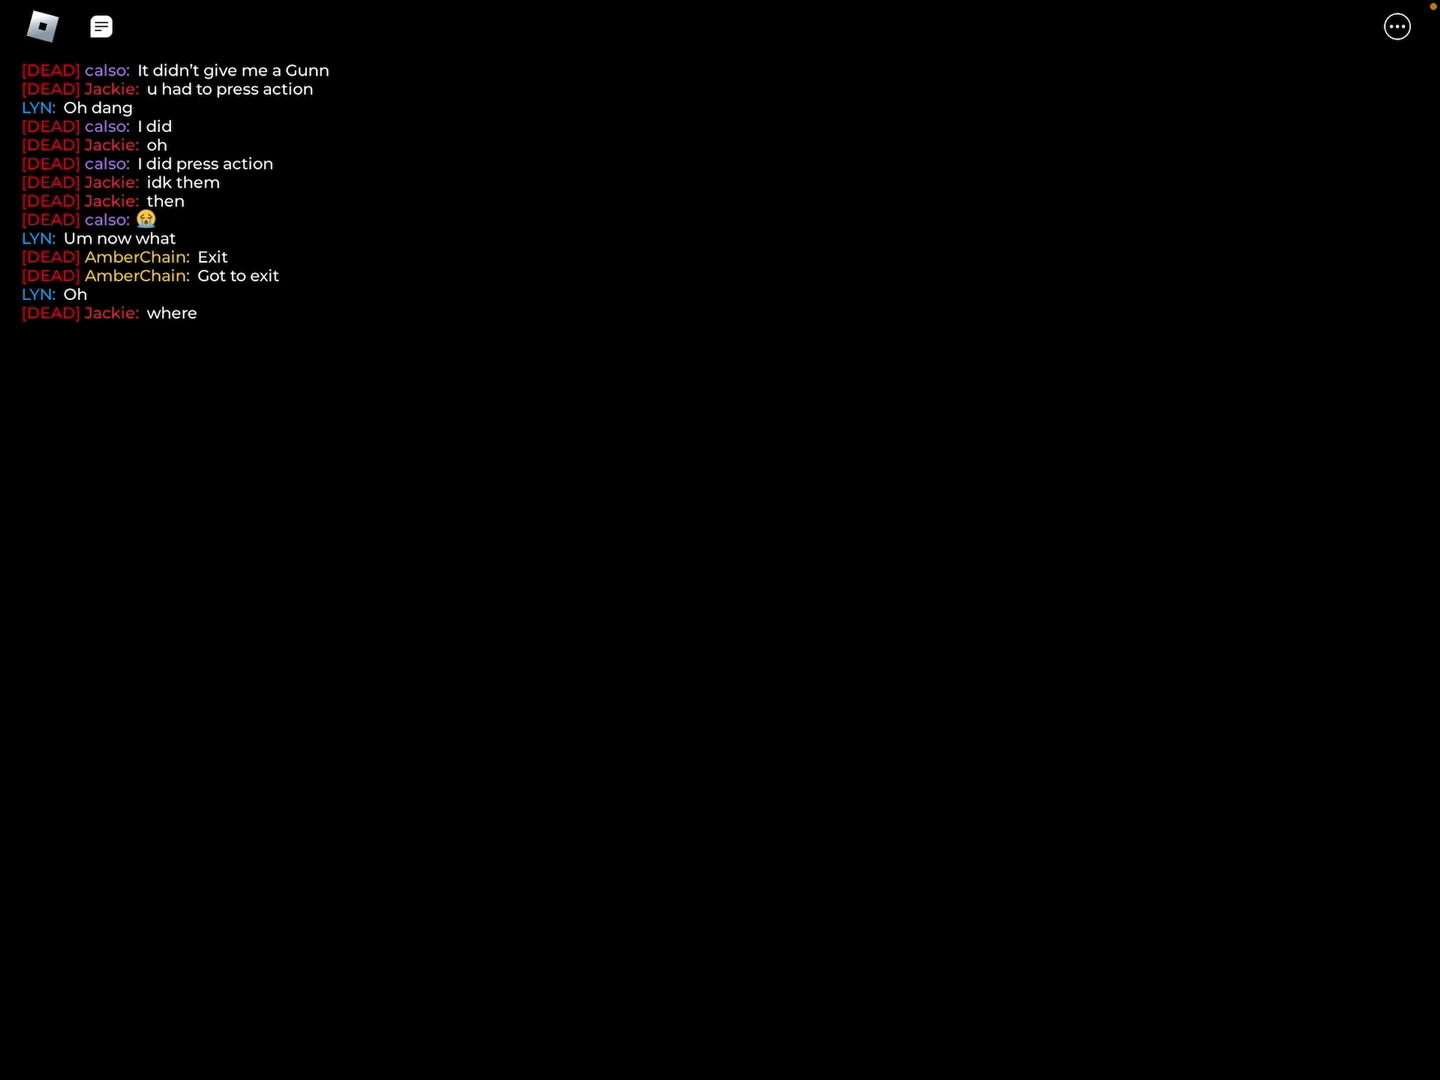 [DEAD] calso: It didn’t give me a Gunn
[DEAD] Jackie: u had to press action
LYN: Oh dang
[DEAD] calso: I did
[DEAD] Jackie: oh
[DEAD] calso: I did press action
[DEAD] Jackie: idk them
[DEAD] Jackie: then
[DEAD] calso: 😭
LYN: Um now what
[DEAD] AmberChain: Exit
[DEAD] AmberChain: Got to exit
LYN: Oh
[DEAD] Jackie: where